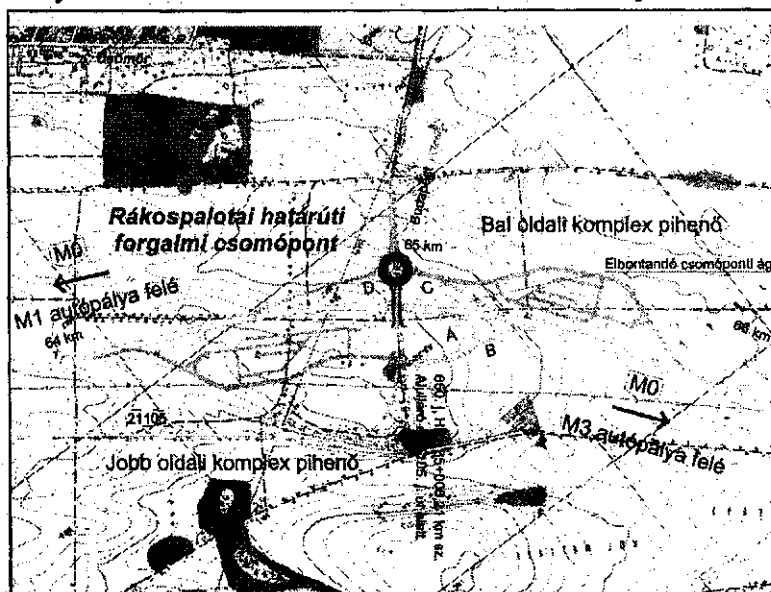 Rákospalotai határúti
forgalmi csomópont
Bal oldali komplex pihenő
65 km
M0
Elbontandó csomóponti ág
D
C
M1 autópálya felé
64 km
66 km
A
B
M0
M3 autópálya felé
21105
Jobb oldali komplex pihenő